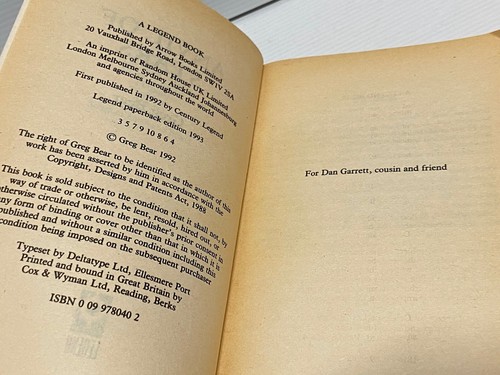 A LEGEND BOOK
Published by Arrow Books Limited
20 Vauxhall Bridge Road, London SW1V 2SA
An imprint of Random House UK Limited
London Melbourne Sydney Auckland Johannesburg
and agencies throughout the world
First published in 1992 by Century Legend
Legend paperback edition 1993
3 5 7 9 10 8 6 4
© Greg Bear 1992
The right of Greg Bear to be identified as the author of this
work has been asserted by him in accordance with the
Copyright, Designs and Patents Act, 1988
This book is sold subject to the condition that it shall not, by
way of trade or otherwise, be lent, resold, hired out, or
otherwise circulated without the publisher's prior consent in
any form of binding or cover other than that in which it is
published and without a similar condition including this
condition being imposed on the subsequent purchaser
Typeset by Deltatype Ltd, Ellesmere Port
Printed and bound in Great Britain by
Cox & Wyman Ltd, Reading, Berks
ISBN 0 09 978040 2
For Dan Garrett, cousin and friend